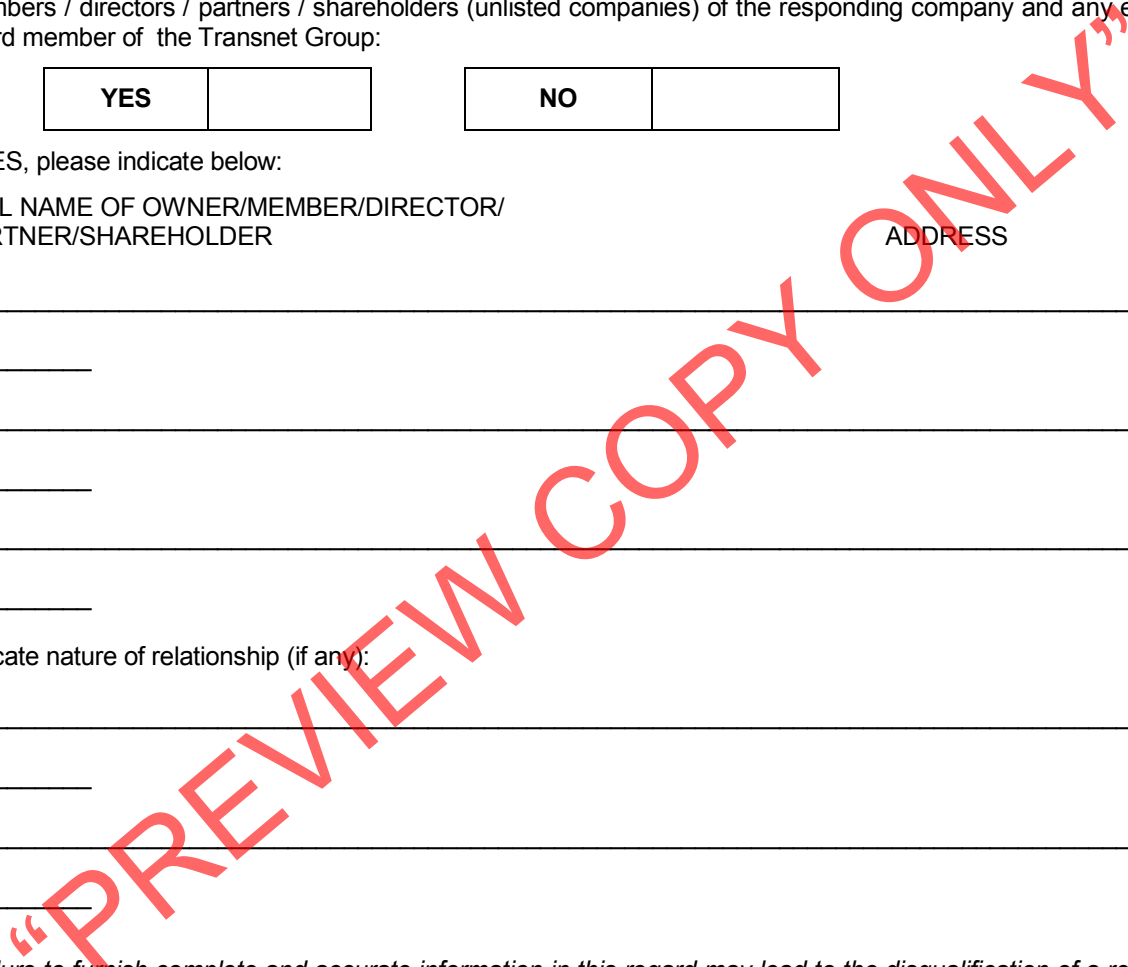 mbers / directors / partners / shareholders (unlisted companies) of the responding company and any e
rd member of the Transnet Group:
YES NO
ES, please indicate below:
L NAME OF OWNER/MEMBER/DIRECTOR/
RTNER/SHAREHOLDER ADDRESS
cate nature of relationship (if any):
lure to furnish complete and accurate information in this regard may lead to the disqualification of a re
“PREVIEW COPY ONLY”